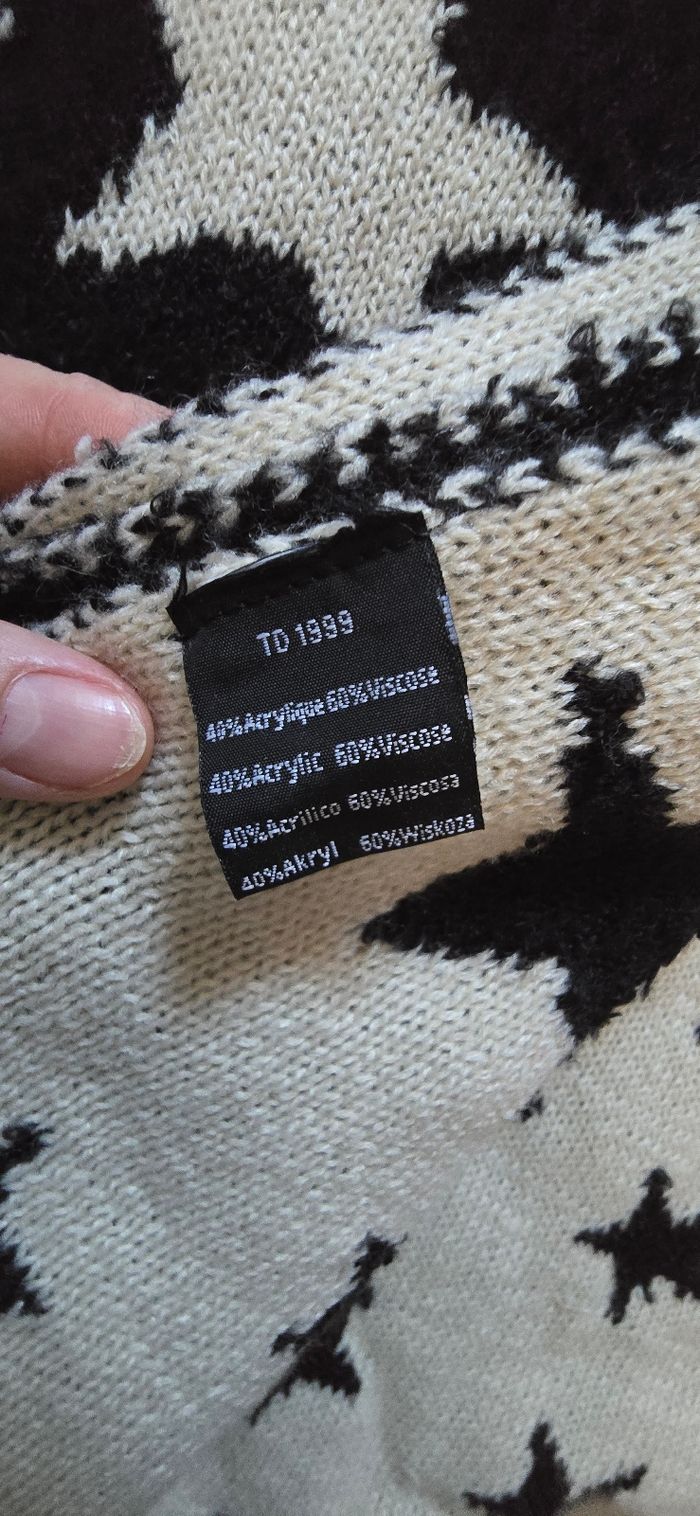 TD 1999
40%Acrylique 60%Viscose
40%Acrylic 60%Viscose
40%Acrilico 60%Viscosa
40%Akryl 60%Wiskoza